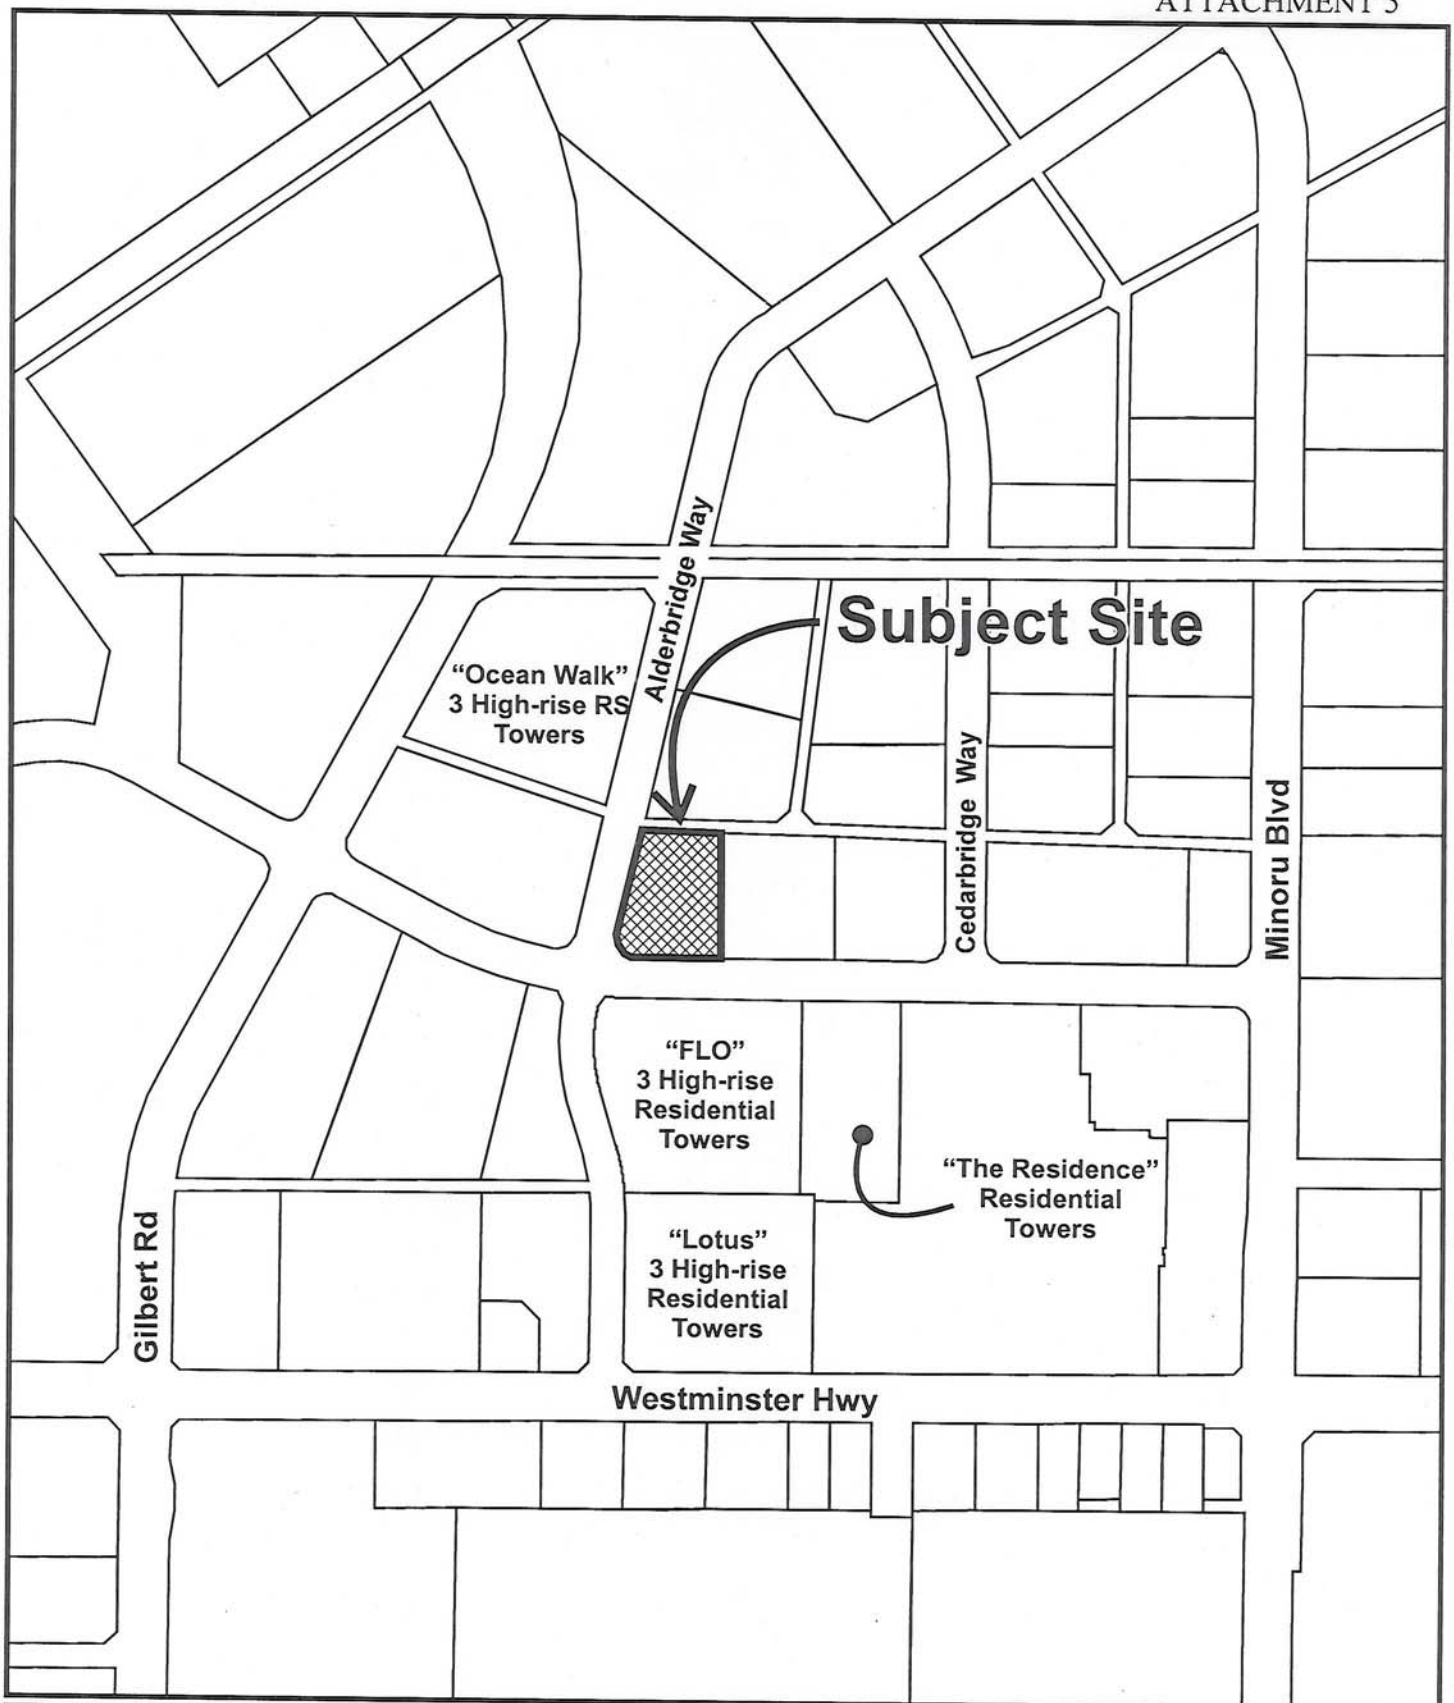 ATTACHMENT 5
Alderbridge Way
Subject Site
“Ocean Walk”
3 High-rise RS
Towers
Cedarbridge Way
Minoru Blvd
“FLO”
3 High-rise
Residential
Towers
“The Residence”
Residential
Towers
“Lotus”
3 High-rise
Residential
Towers
Gilbert Rd
Westminster Hwy